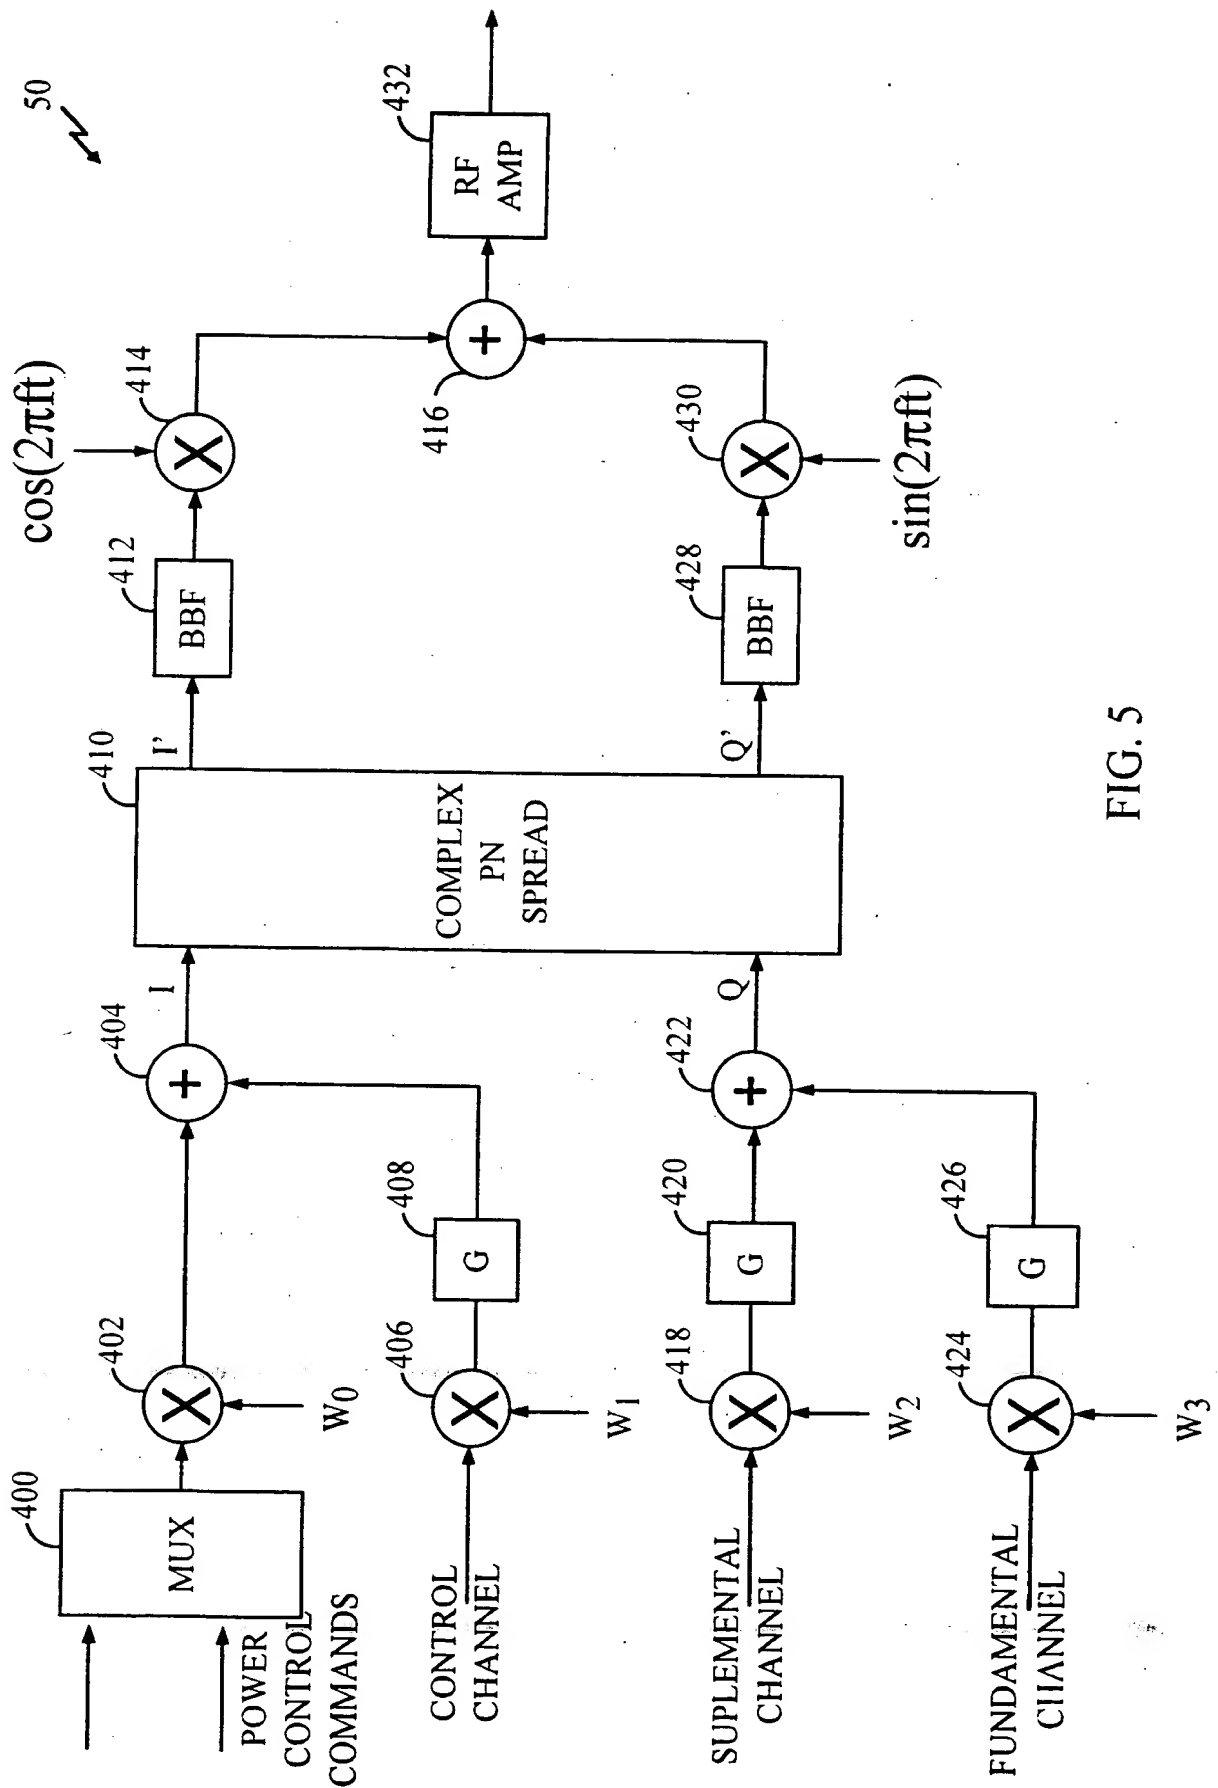 50
cos(2πft)
400
MUX
POWER
CONTROL
COMMANDS
402
W0
404
I
410
COMPLEX
PN
SPREAD
I'
412
BBF
414
416
432
RF
AMP
CONTROL
CHANNEL
406
W1
408
G
SUPLEMENTAL
CHANNEL
418
W2
420
G
422
Q
Q'
428
BBF
430
sin(2πft)
FUNDAMENTAL
CHANNEL
424
W3
426
G
FIG. 5